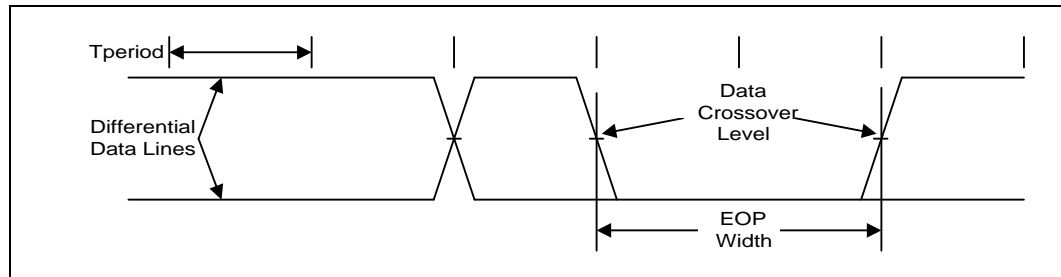 Tperiod
Differential
Data Lines
Data
Crossover
Level
EOP
Width